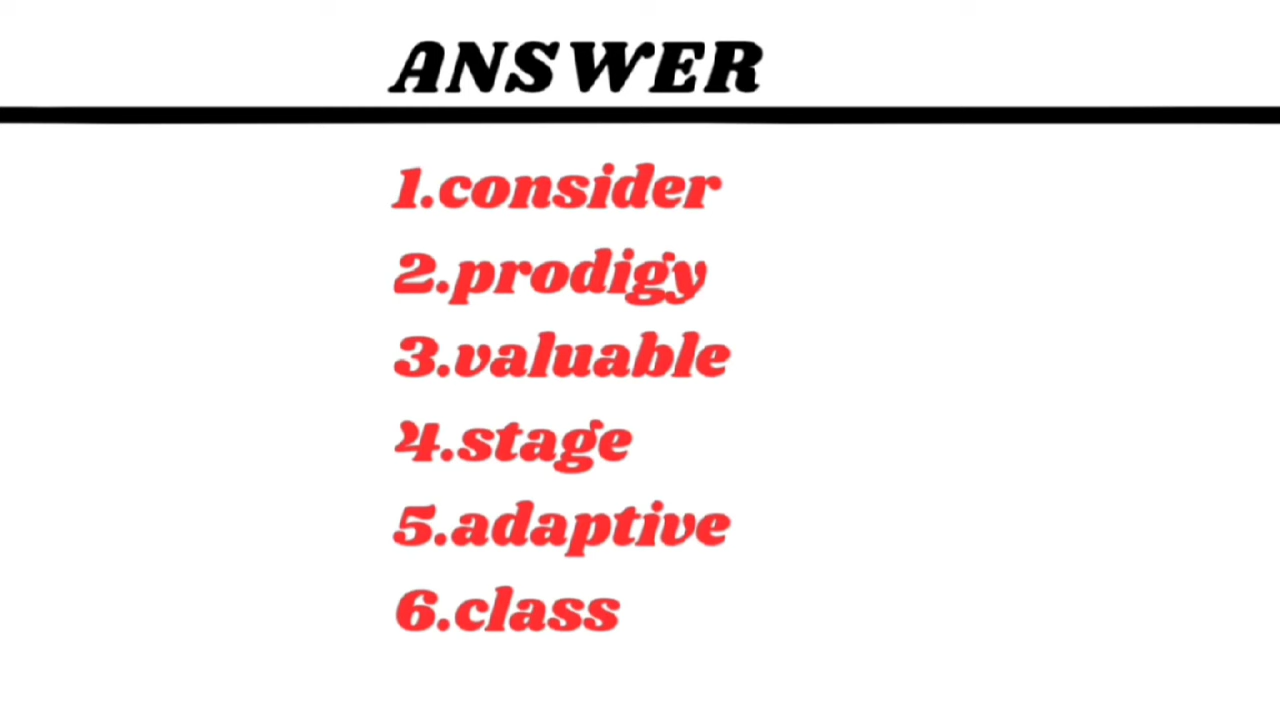 ANSWER
1.consider
2.prodigy
3.valuable
4.stage
5.adaptive
6.class